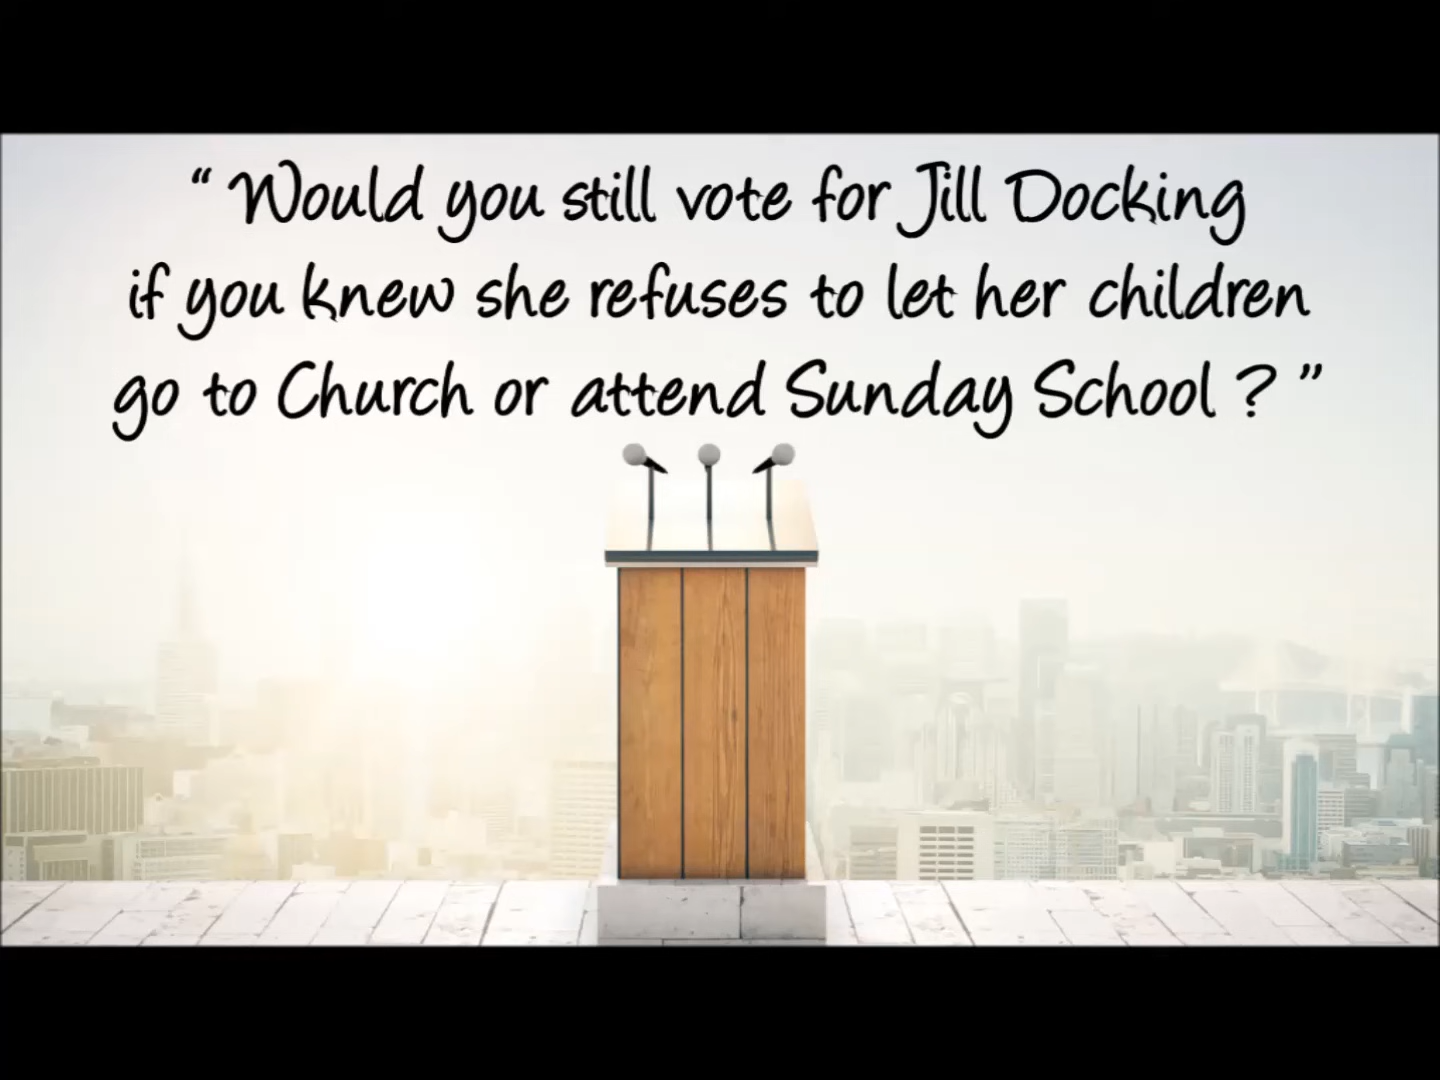 “ Would you still vote for Jill Docking
if you knew she refuses to let her children
go to Church or attend Sunday School ? ”